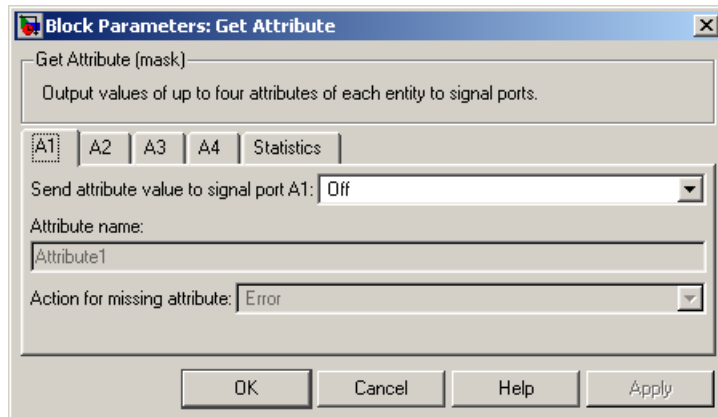 Block Parameters: Get Attribute
Get Attribute (mask)
Output values of up to four attributes of each entity to signal ports.
A1 A2 A3 A4 Statistics
Send attribute value to signal port A1: Off
Attribute name:
Attribute1
Action for missing attribute: Error
OK Cancel Help Apply